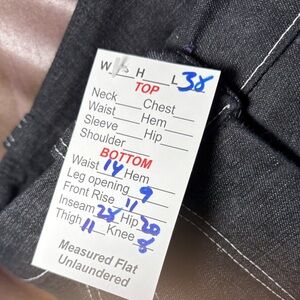 W H L 38
TOP
Neck Chest
Waist Hem
Sleeve Hip
Shoulder
BOTTOM
Waist 14 Hem
Leg opening 9
Front Rise 11
Inseam 28 Hip 20
Thigh 11 Knee 8
Measured Flat
Unlaundered